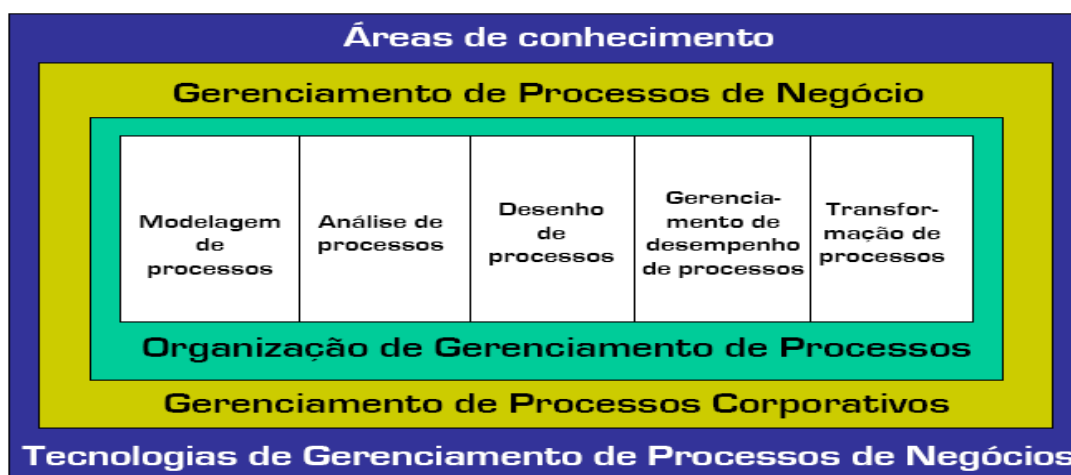 Áreas de conhecimento
Gerenciamento de Processos de Negócio
Modelagem
de
processos
Análise de
processos
Desenho
de
processos
Gerencia-
mento de
desempenho
de processos
Transfor-
mação de
processos
Organização de Gerenciamento de Processos
Gerenciamento de Processos Corporativos
Tecnologias de Gerenciamento de Processos de Negócios